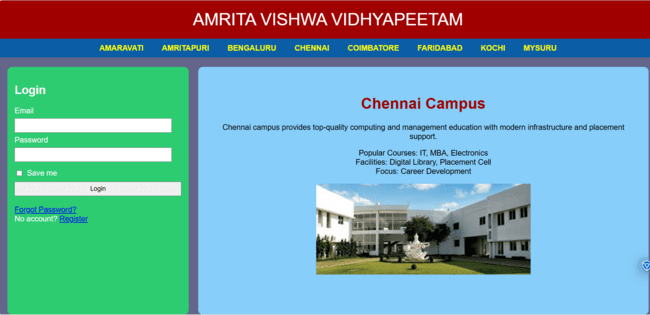 AMRITA VISHWA VIDHYAPEETAM
AMARAVATI AMRITAPURI BENGALURU CHENNAI COIMBATORE FARIDABAD KOCHI MYSURU
Login
Email
Password
Save me
Login
Forgot Password?
No account? Register
Chennai Campus
Chennai campus provides top-quality computing and management education with modern infrastructure and placement
support.
Popular Courses: IT, MBA, Electronics
Facilities: Digital Library, Placement Cell
Focus: Career Development